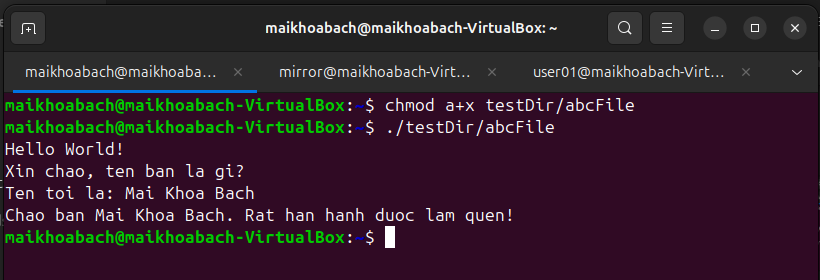 maikhoabach@maikhoabach-VirtualBox: ~
maikhoabach@maikhoaba…
mirror@maikhoabach-Virt…
user01@maikhoabach-Virt…
maikhoabach@maikhoabach-VirtualBox:~$ chmod a+x testDir/abcFile
maikhoabach@maikhoabach-VirtualBox:~$ ./testDir/abcFile
Hello World!
Xin chao, ten ban la gi?
Ten toi la: Mai Khoa Bach
Chao ban Mai Khoa Bach. Rat han hanh duoc lam quen!
maikhoabach@maikhoabach-VirtualBox:~$